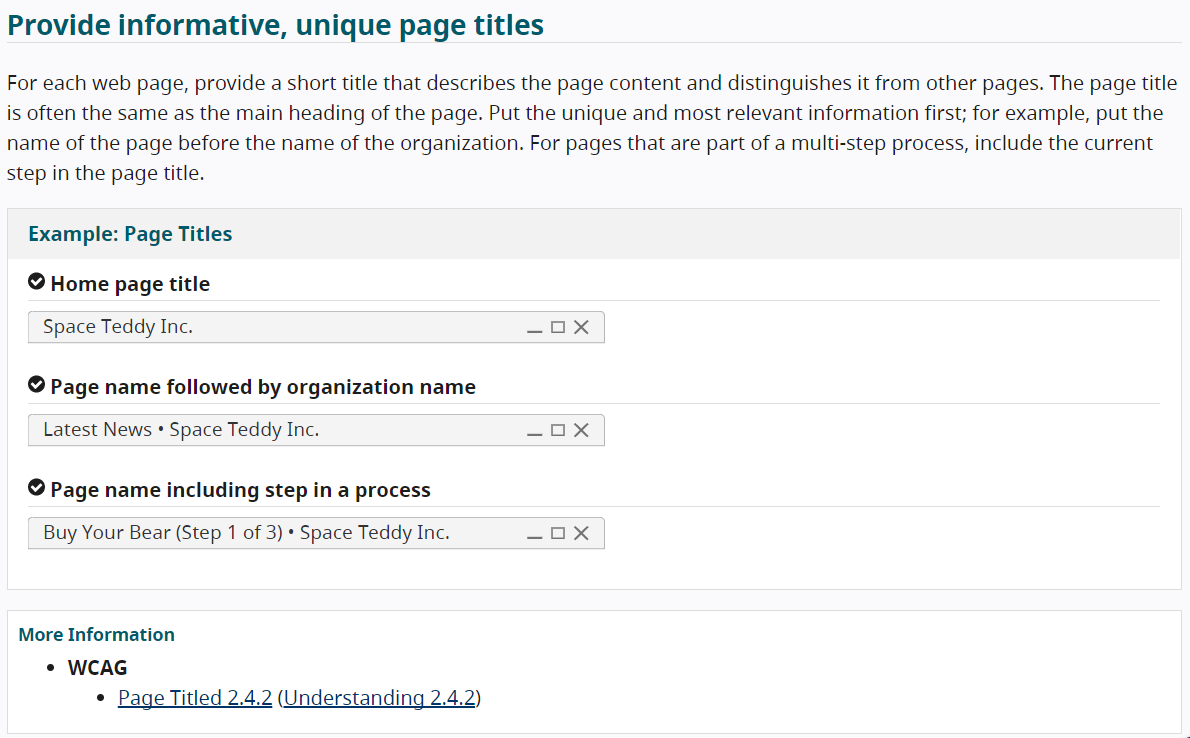 Provide informative, unique page titles
For each web page, provide a short title that describes the page content and distinguishes it from other pages. The page title
is often the same as the main heading of the page. Put the unique and most relevant information first; for example, put the
name of the page before the name of the organization. For pages that are part of a multi-step process, include the current
step in the page title.
Example: Page Titles
Home page title
Space Teddy Inc.
Page name followed by organization name
Latest News • Space Teddy Inc.
Page name including step in a process
Buy Your Bear (Step 1 of 3) • Space Teddy Inc.
More Information
• WCAG
• Page Titled 2.4.2 (Understanding 2.4.2)